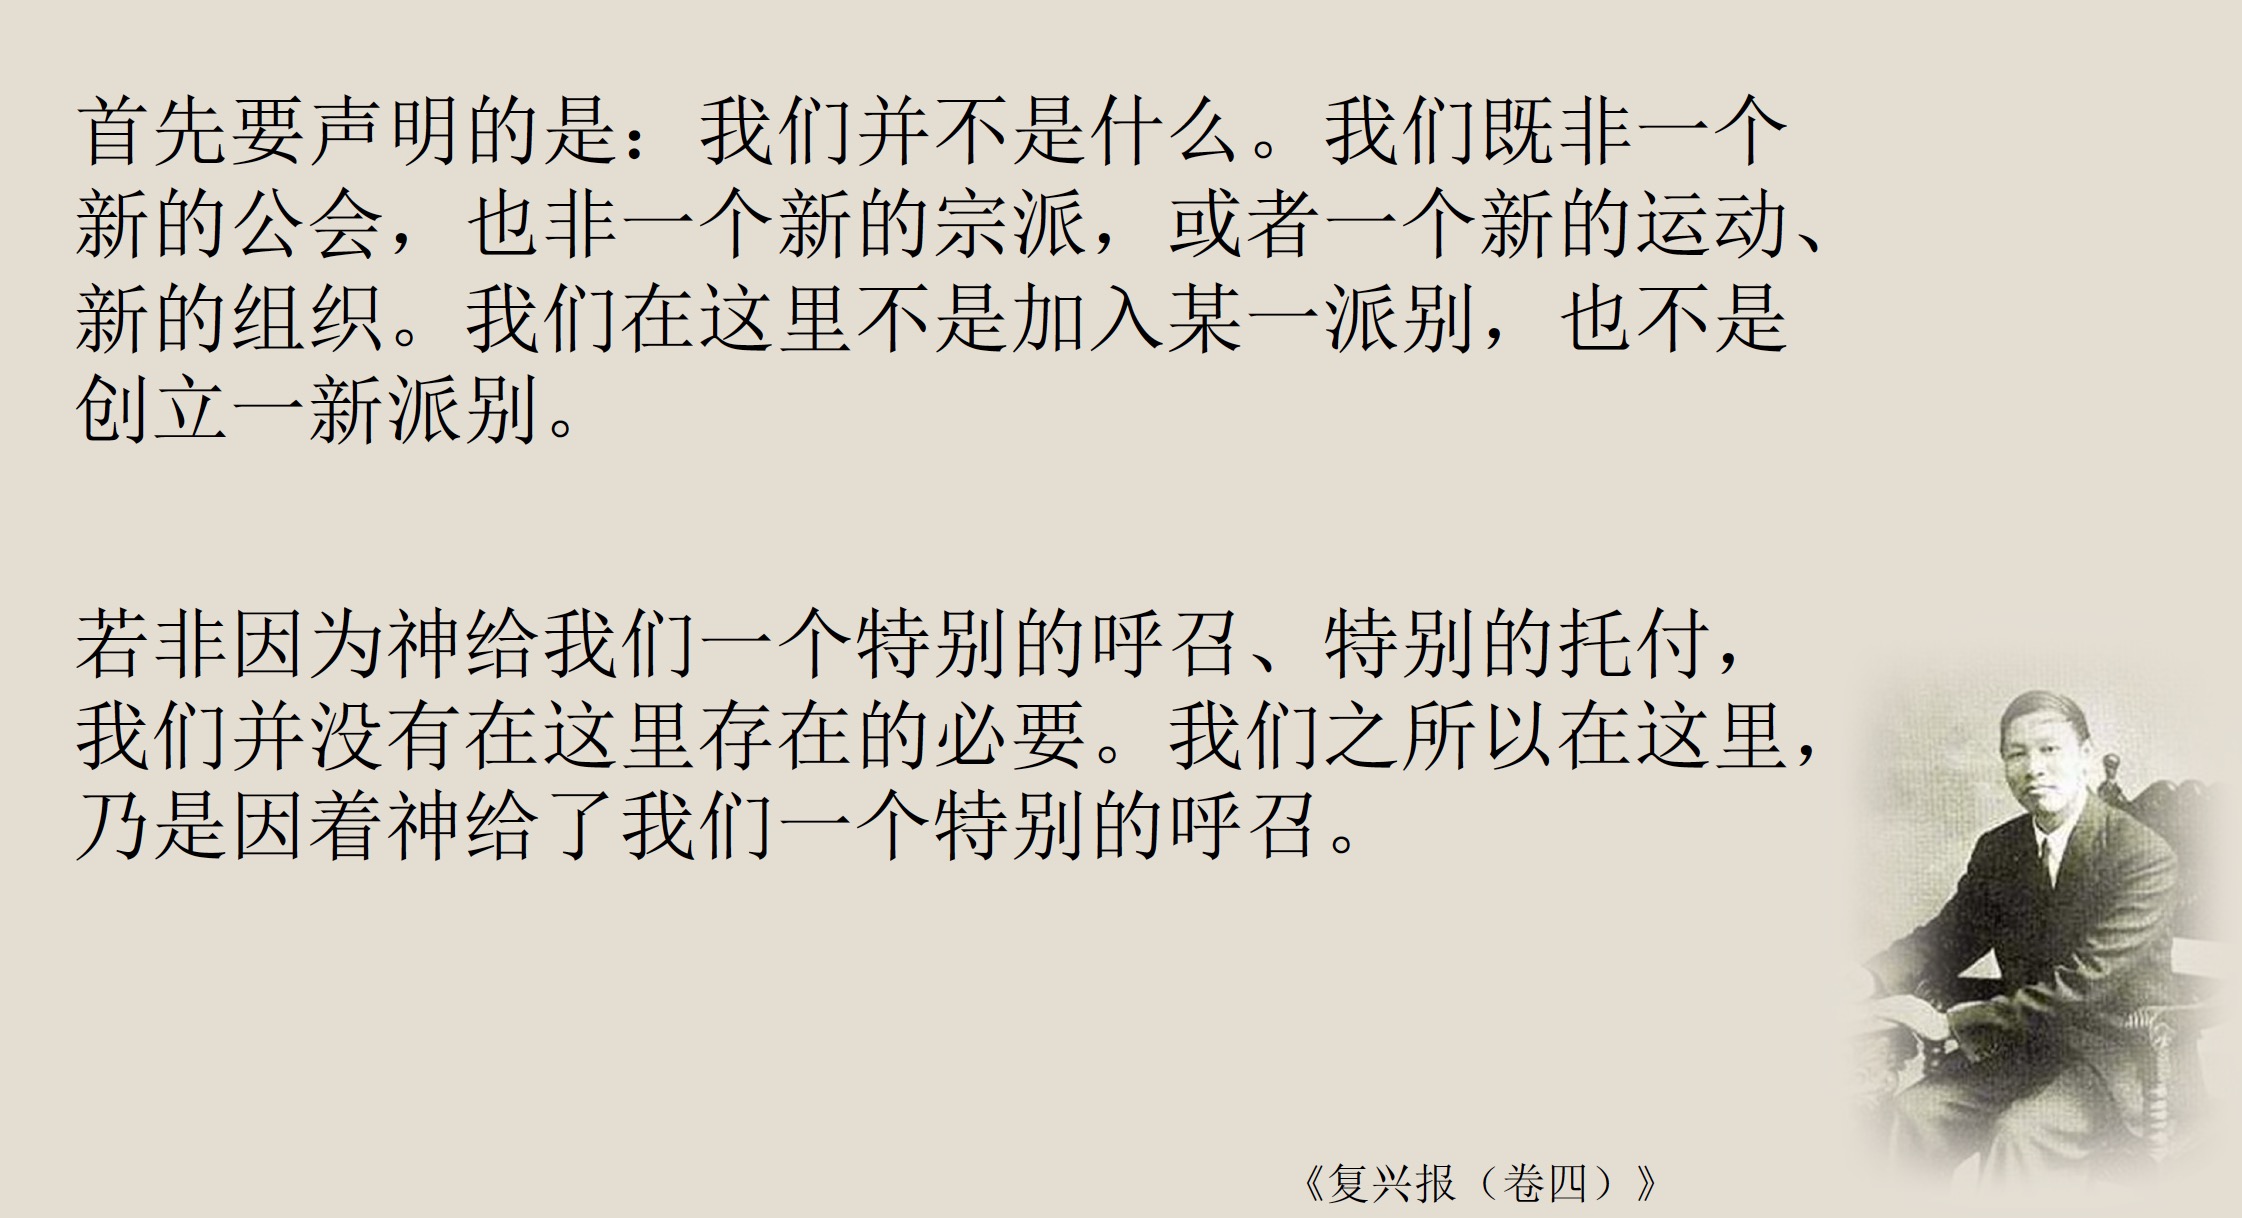 首先要声明的是：我们并不是什么。我们既非一个
新的公会，也非一个新的宗派，或者一个新的运动、
新的组织。我们在这里不是加入某一派别，也不是
创立一新派别。
若非因为神给我们一个特别的呼召、特别的托付，
我们并没有在这里存在的必要。我们之所以在这里，
乃是因着神给了我们一个特别的呼召。
《复兴报（卷四）》